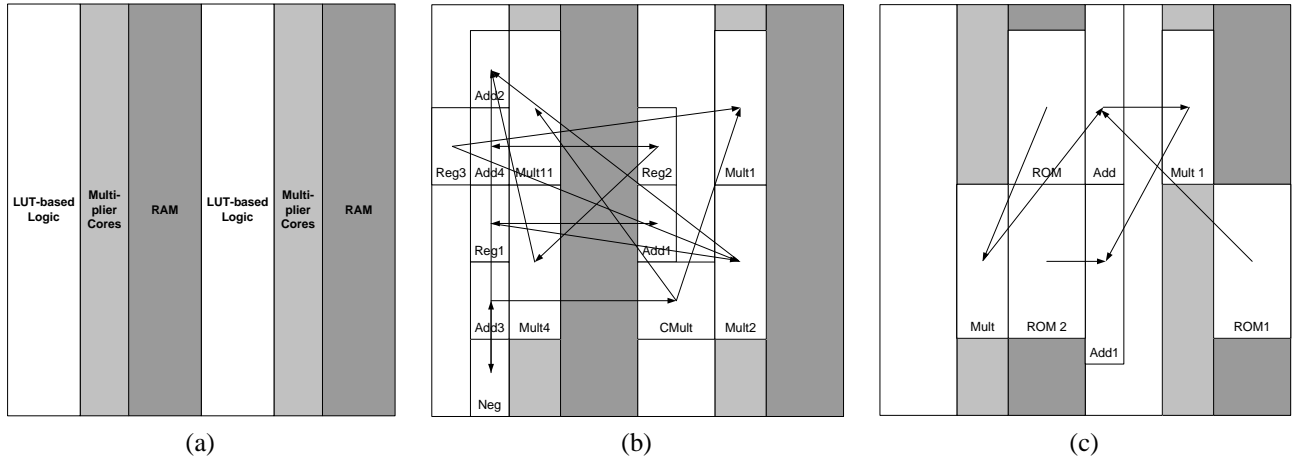 LUT-based
Logic
Multi-
plier
Cores
RAM
LUT-based
Logic
Multi-
plier
Cores
RAM
(a)
Add2
Reg3
Add4
Mult11
Reg2
Mult1
Reg1
Add1
Add3
Mult4
CMult
Mult2
Neg
(b)
ROM
Add
Mult 1
Mult
ROM 2
ROM1
Add1
(c)